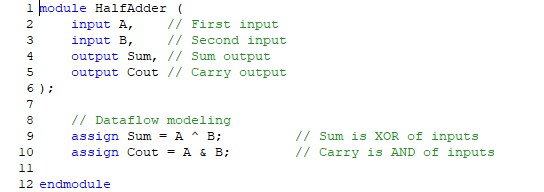 1 module HalfAdder (
2     input A,    // First input
3     input B,    // Second input
4     output Sum, // Sum output
5     output Cout // Carry output
6 );
7
8     // Dataflow modeling
9     assign Sum = A ^ B;         // Sum is XOR of inputs
10     assign Cout = A & B;        // Carry is AND of inputs
11
12 endmodule